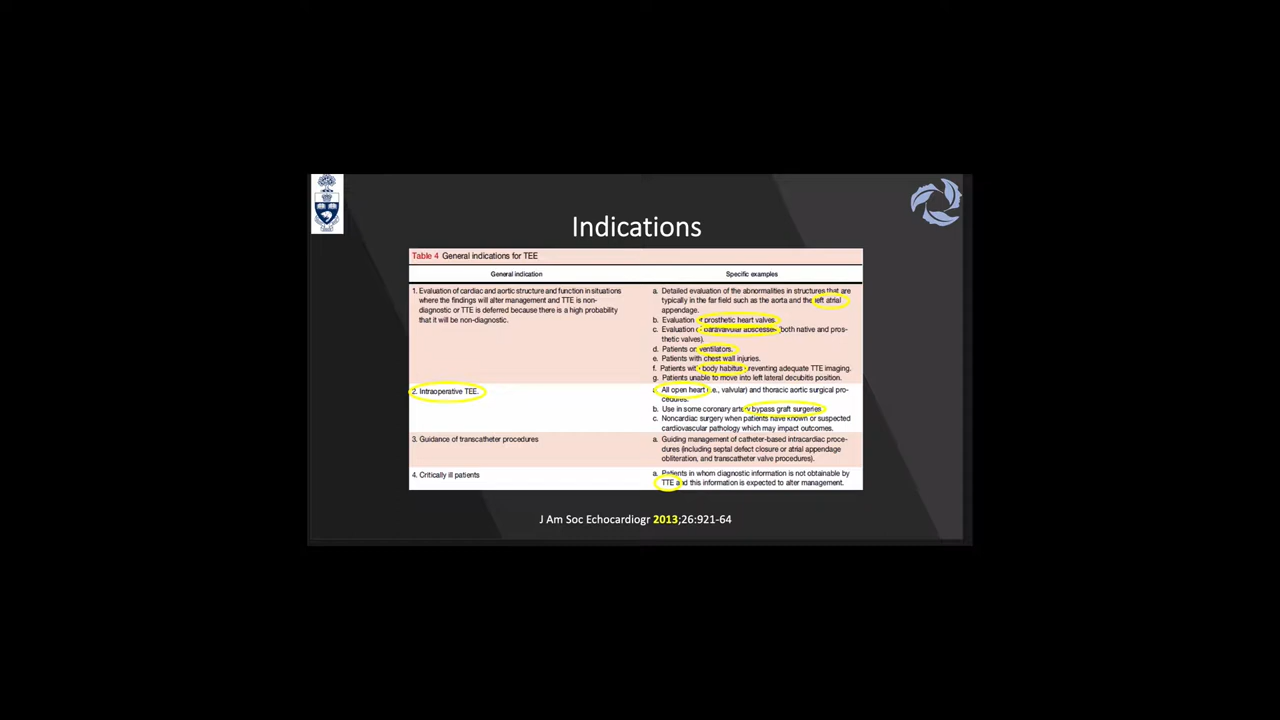 Indications
Table 4 General indications for TEE
General indication
Specific examples
1. Evaluation of cardiac and aortic structure and function in situations
where the findings will alter management and TTE is non-
diagnostic or TTE is deferred because there is a high probability
that it will be non-diagnostic.
a. Detailed evaluation of the abnormalities in structures that are
typically in the far field such as the aorta and the left atrial
appendage.
b. Evaluation prosthetic heart valves.
c. Evaluation paravalvular abscesses (both native and pros-
thetic valves).
d. Patients on ventilators.
e. Patients with chest wall injuries.
f. Patients with body habitus preventing adequate TTE imaging.
g. Patients unable to move into left lateral decubitis position.
2. Intraoperative TEE.
a. All open heart (i.e., valvular) and thoracic aortic surgical pro-
cedures.
b. Use in some coronary artery bypass graft surgeries.
c. Noncardiac surgery when patients have known or suspected
cardiovascular pathology which may impact outcomes.
3. Guidance of transcatheter procedures
a. Guiding management of catheter-based intracardiac proce-
dures (including septal defect closure or atrial appendage
obliteration, and transcatheter valve procedures).
4. Critically ill patients
a. Patients in whom diagnostic information is not obtainable by
TTE and this information is expected to alter management.
J Am Soc Echocardiogr 2013;26:921-64